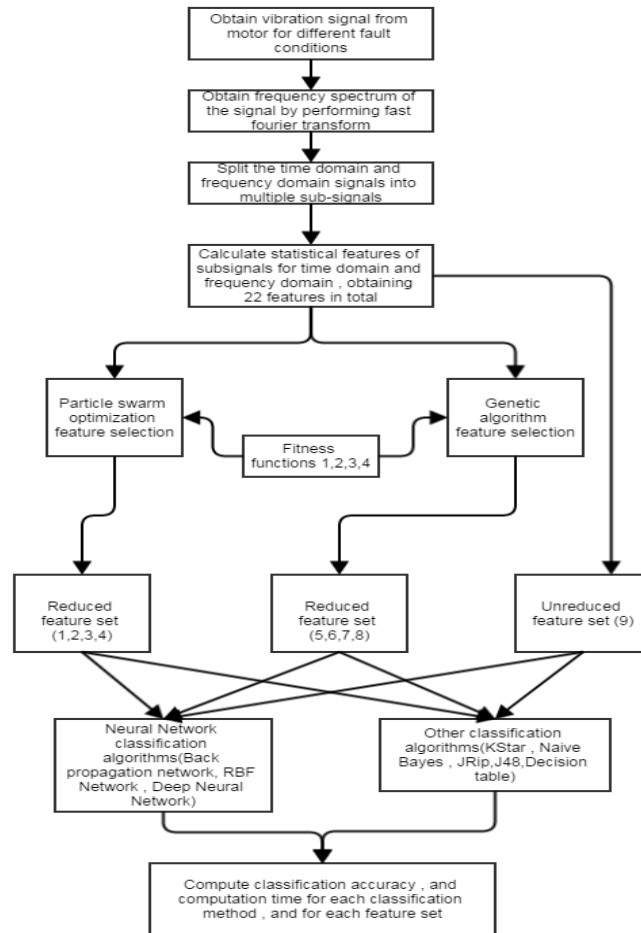 Obtain vibration signal from
motor for different fault
conditions
Obtain frequency spectrum of
the signal by performing fast
fourier transform
Split the time domain and
frequency domain signals into
multiple sub-signals
Calculate statistical features of
subsignals for time domain and
frequency domain , obtaining
22 features in total
Particle swarm
optimization
feature selection
Genetic
algorithm
feature selection
Fitness
functions 1,2,3,4
Reduced
feature set
(1,2,3,4)
Reduced
feature set
(5,6,7,8)
Unreduced
feature set (9)
Neural Network
classification
algorithms(Back
propagation network, RBF
Network , Deep Neural
Network)
Other classification
algorithms(KStar , Naive
Bayes , JRip,J48,Decision
table)
Compute classification accuracy , and
computation time for each classification
method , and for each feature set